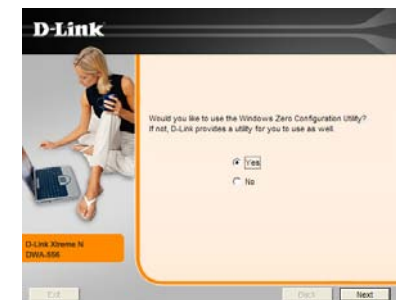 D-Link
Would you like to use the Windows Zero Configuration Utility?
If not, D-Link provides a utility for you to use as well.
Yes
No
D-Link Xtreme N
DWA-556
Exit
Back
Next